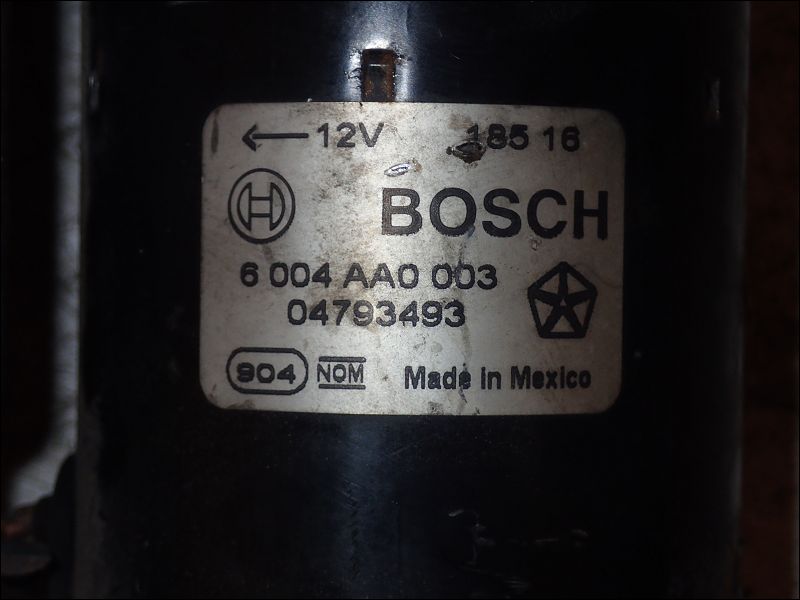 ←12V 185 16
BOSCH
6 004 AA0 003
04793493
904 NOM Made in Mexico